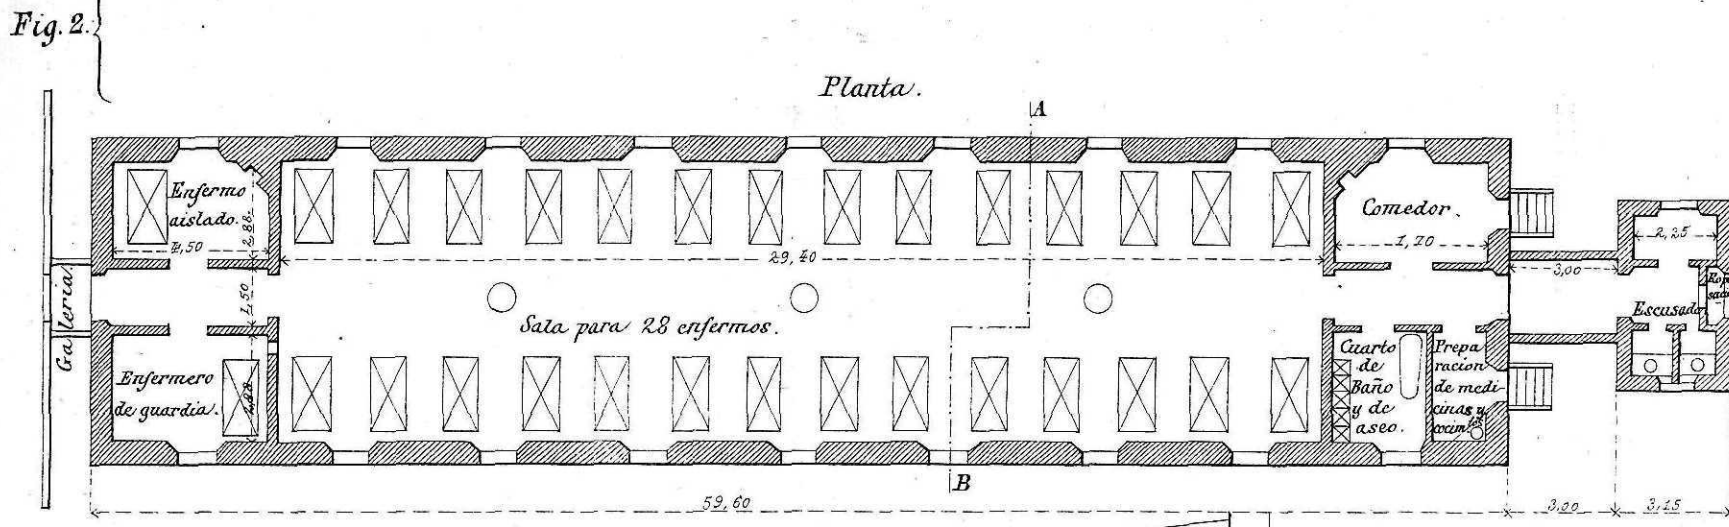 Fig. 2.
Planta.
A
Enfermo
aislado.
4,50
2,88
29,40
Comedor.
1,70
2,25
3,00
Galeria.
1,50
Sala para 28 enfermos.
Escusado
Enfermero
de guardia.
2,88
Cuarto
de
Baño
y de
aseo.
Prepa
racion
de medi-
cinas y
B
59,60
3,00
3,15